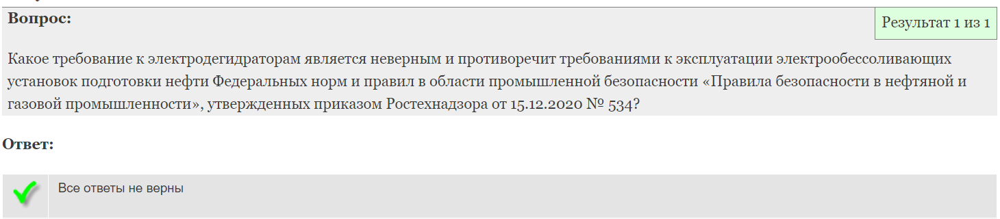 Вопрос:
Результат 1 из 1
Какое требование к электродегидраторам является неверным и противоречит требованиями к эксплуатации электрообессоливающих
установок подготовки нефти Федеральных норм и правил в области промышленной безопасности «Правила безопасности в нефтяной и
газовой промышленности», утвержденных приказом Ростехнадзора от 15.12.2020 № 534?
Ответ:
Все ответы не верны